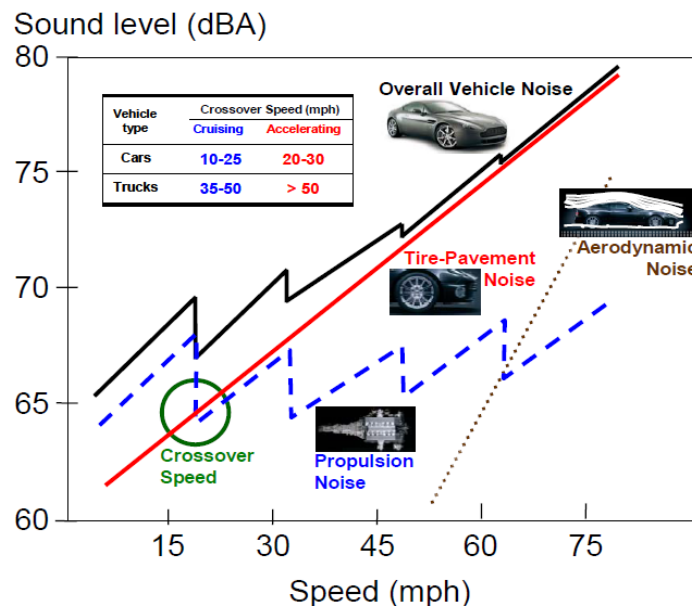 Sound level (dBA)
80
75
70
65
60
Vehicle type
Crossover Speed (mph)
Cruising
Accelerating
Cars
10-25
20-30
Trucks
35-50
> 50
Overall Vehicle Noise
Tire-Pavement
Noise
Aerodynamic
Noise
Crossover
Speed
Propulsion
Noise
15
30
45
60
75
Speed (mph)